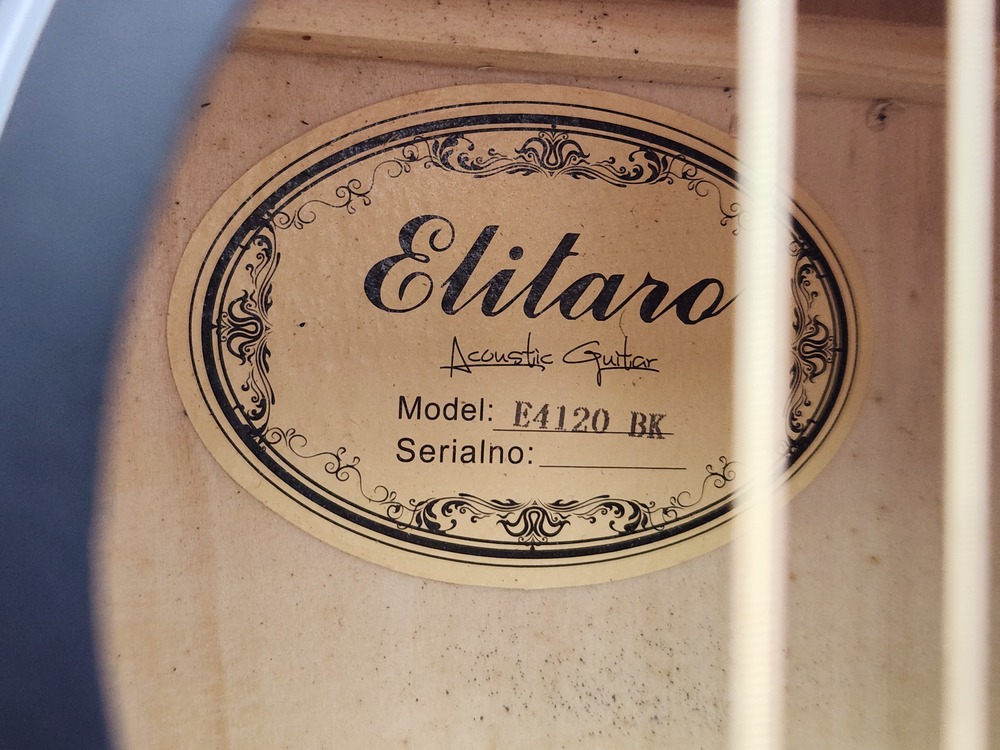 Elitaro
Acoustic Guitar
Model: E4120 BK
Serialno: